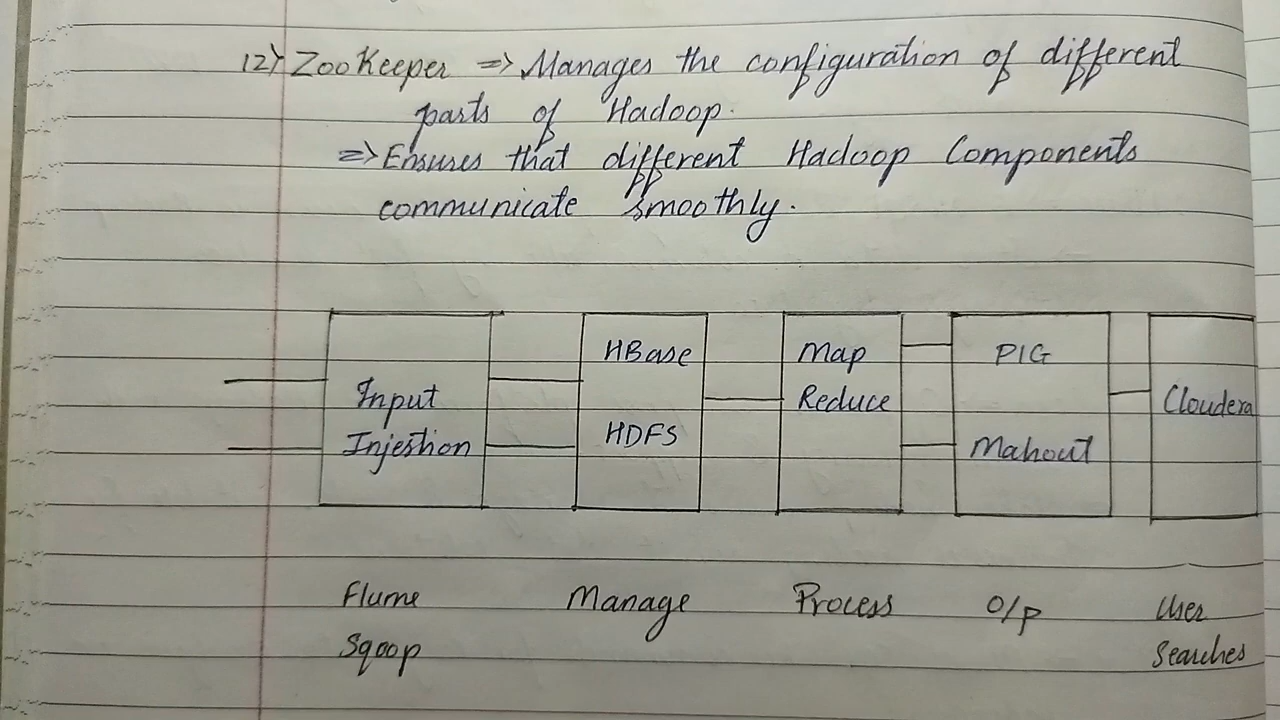 12) ZooKeeper => Manages the configuration of different
parts of Hadoop.
=> Ensures that different Hadoop Components
communicate smoothly.
Input
Injestion
HBase
HDFS
Map
Reduce
PIG
Mahout
Cloudera
Flume
Sqoop
Manage
Process
O/p
User
Searches